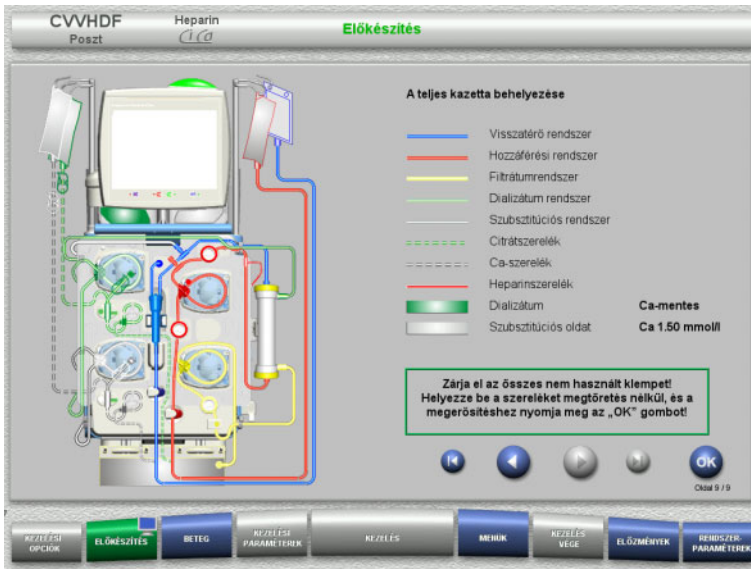 CVVHDF
Poszt
Heparin
CiCa
Előkészítés
A teljes kazetta behelyezése
Visszatérő rendszer
Hozzáférési rendszer
Filtrátumrendszer
Dializátum rendszer
Szubsztitúciós rendszer
Citrátszerelék
Ca-szerelék
Heparinszerelék
Dializátum Ca-mentes
Szubsztitúciós oldat Ca 1.50 mmol/l
Zárja el az összes nem használt klempet!
Helyezze be a szereléket megtöretés nélkül, és a
megerősítéshez nyomja meg az „OK” gombot!
OK
Oldal 9 / 9
KEZELÉSI
OPCIÓK
ELŐKÉSZÍTÉS
BETEG
KEZELÉSI
PARAMÉTEREK
KEZELÉS
MENÜK
KEZELÉS
VÉGE
ELŐZMÉNYEK
RENDSZER-
PARAMÉTEREK